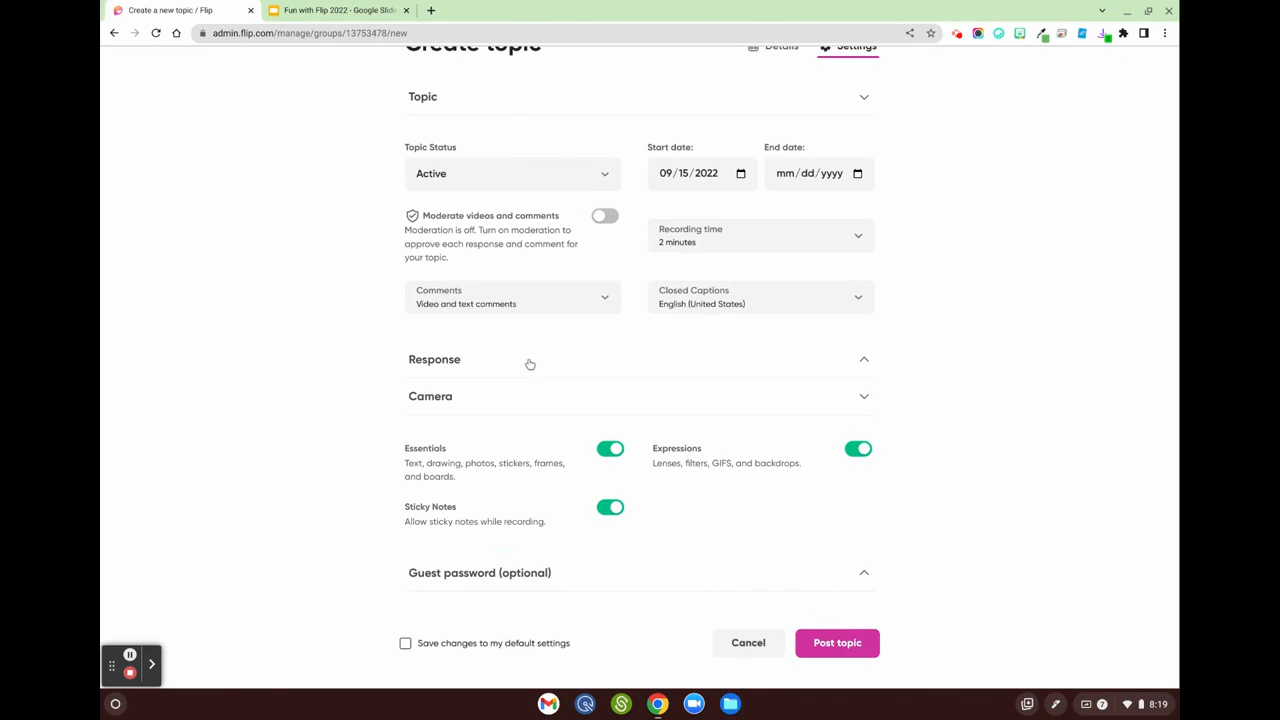 Create a new topic / Flip
Fun with Flip 2022 - Google Slide
admin.flip.com/manage/groups/13753478/new
Create topic
Details
Settings
Topic
Topic Status
Start date:
End date:
Active
09/15/2022
mm/dd/yyyy
Moderate videos and comments
Moderation is off. Turn on moderation to
approve each response and comment for
your topic.
Recording time
2 minutes
Comments
Video and text comments
Closed Captions
English (United States)
Response
Camera
Essentials
Text, drawing, photos, stickers, frames,
and boards.
Expressions
Lenses, filters, GIFS, and backdrops.
Sticky Notes
Allow sticky notes while recording.
Guest password (optional)
Save changes to my default settings
Cancel
Post topic
7
8:19